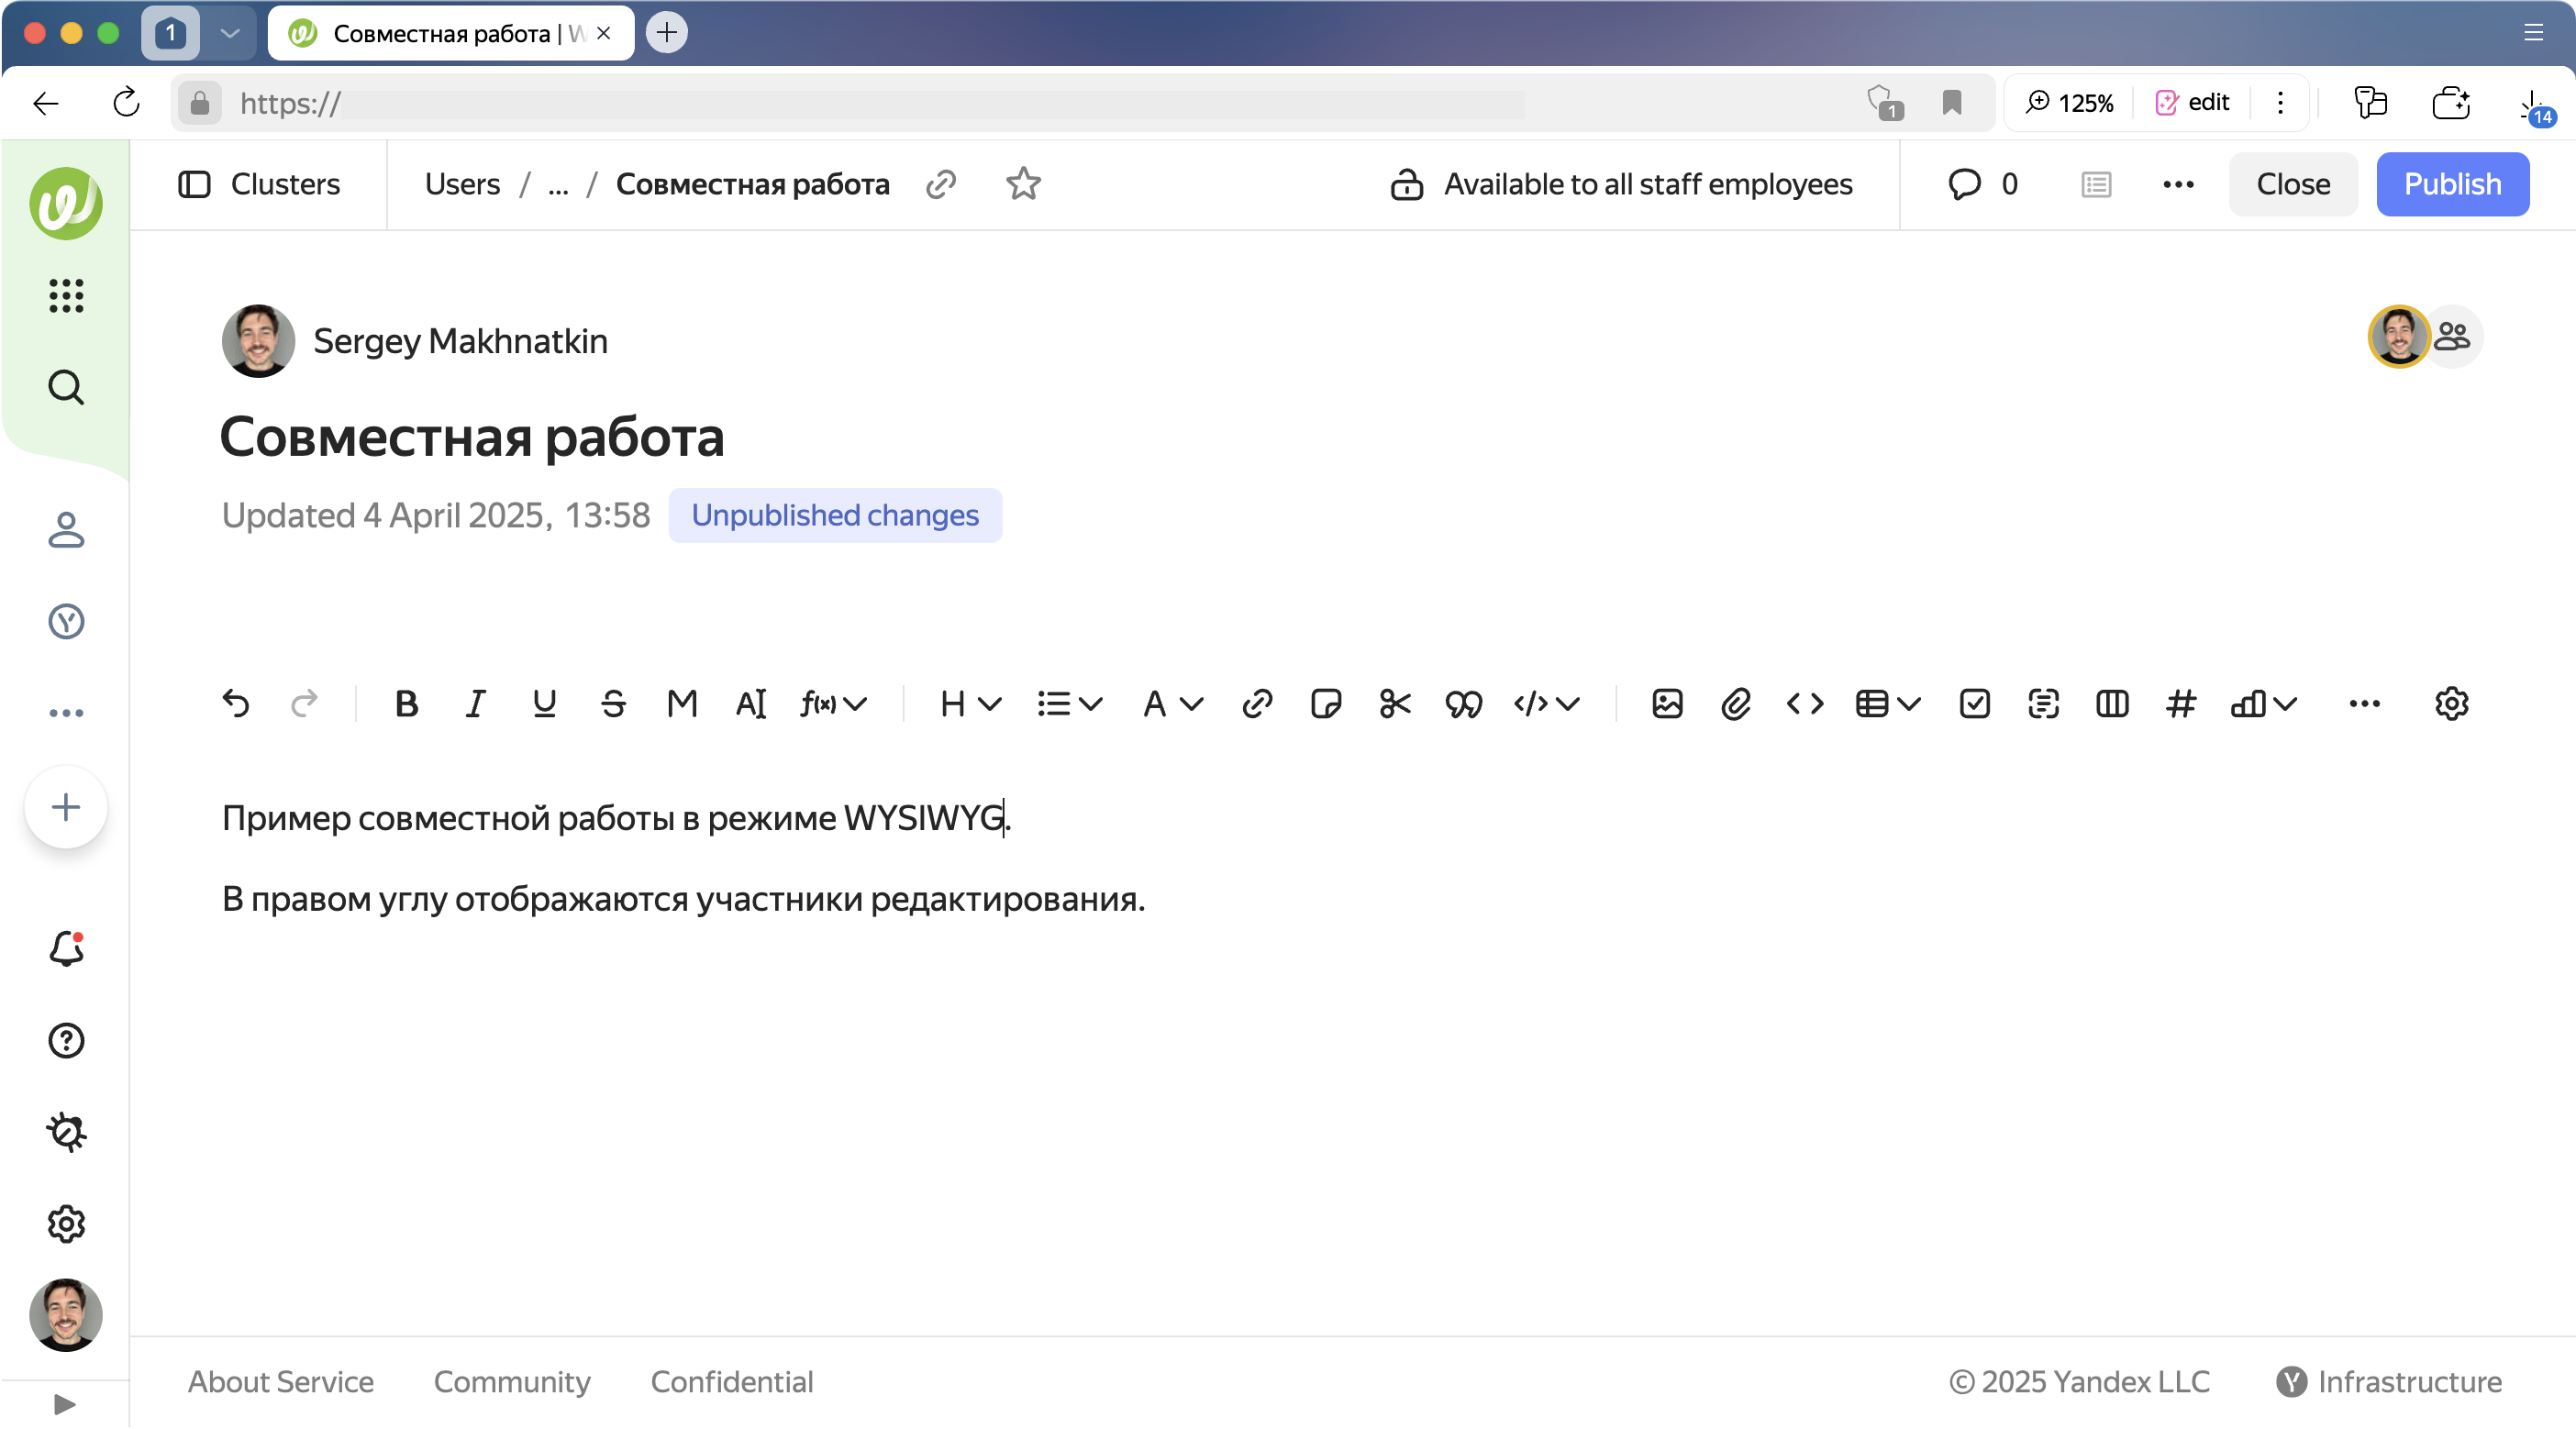 1
Совместная работа | W
https://
1
125%
edit
14
Clusters
Users / ... / Совместная работа
Available to all staff employees
0
Close
Publish
Sergey Makhnatkin
Совместная работа
Updated 4 April 2025, 13:58
Unpublished changes
Пример совместной работы в режиме WYSIWYG.
В правом углу отображаются участники редактирования.
About Service
Community
Confidential
© 2025 Yandex LLC
Infrastructure